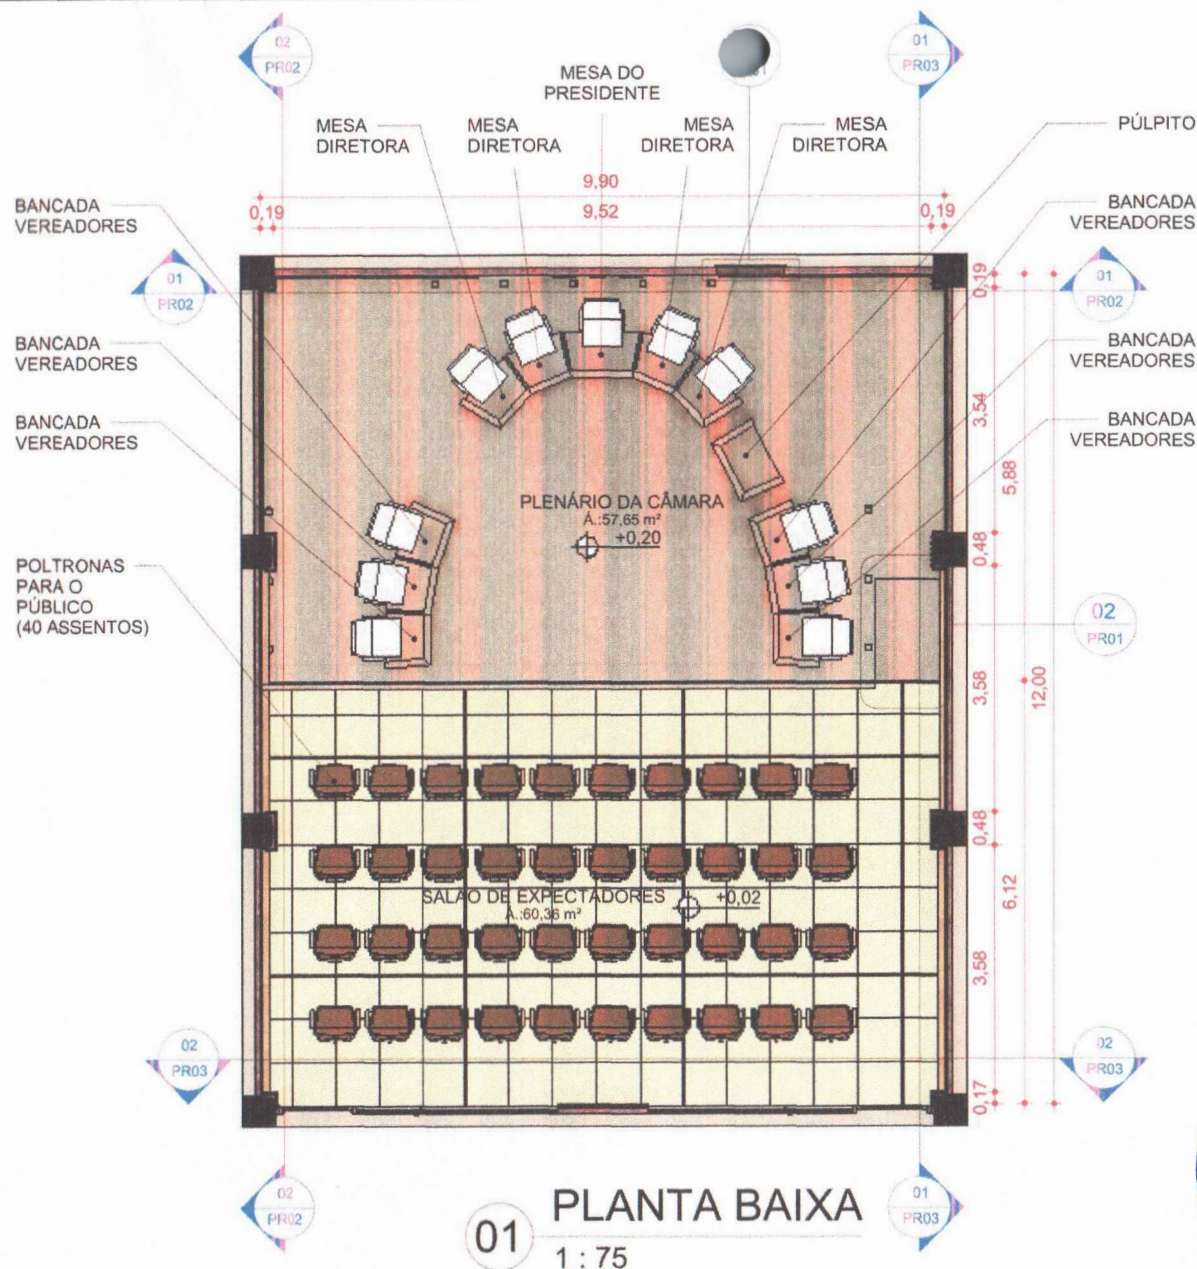 02
PR02
01
PR03
MESA DO
PRESIDENTE
MESA
DIRETORA
MESA
DIRETORA
MESA
DIRETORA
MESA
DIRETORA
PÚLPITO
9,90
0,19
9,52
0,19
BANCADA
VEREADORES
BANCADA
VEREADORES
01
PR02
01
PR02
0,19
BANCADA
VEREADORES
BANCADA
VEREADORES
3,54
BANCADA
VEREADORES
BANCADA
VEREADORES
5,88
PLENÁRIO DA CÂMARA
Á.:57,65 m²
+0,20
0,48
POLTRONAS
PARA O
PÚBLICO
(40 ASSENTOS)
02
PR01
3,58
12,00
0,48
SALÃO DE EXPECTADORES
Á.:60,36 m²
+0,02
6,12
3,58
02
PR03
02
PR03
0,17
02
PR02
01
PR03
01
PLANTA BAIXA
1 : 75